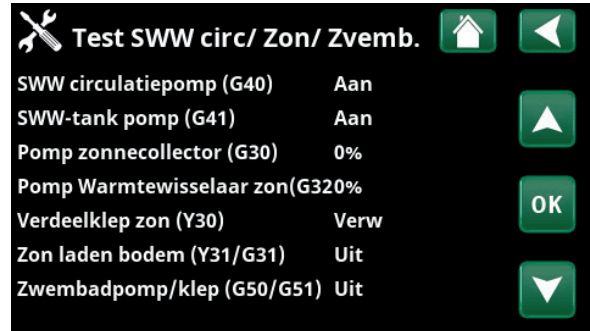 Test SWW circ/ Zon/ Zvemb.
SWW circulatiepomp (G40) Aan
SWW-tank pomp (G41) Aan
Pomp zonnecollector (G30) 0%
Pomp Warmtewisselaar zon(G320%
OK
Verdeelklep zon (Y30) Verw
Zon laden bodem (Y31/G31) Uit
Zwembadpomp/klep (G50/G51) Uit